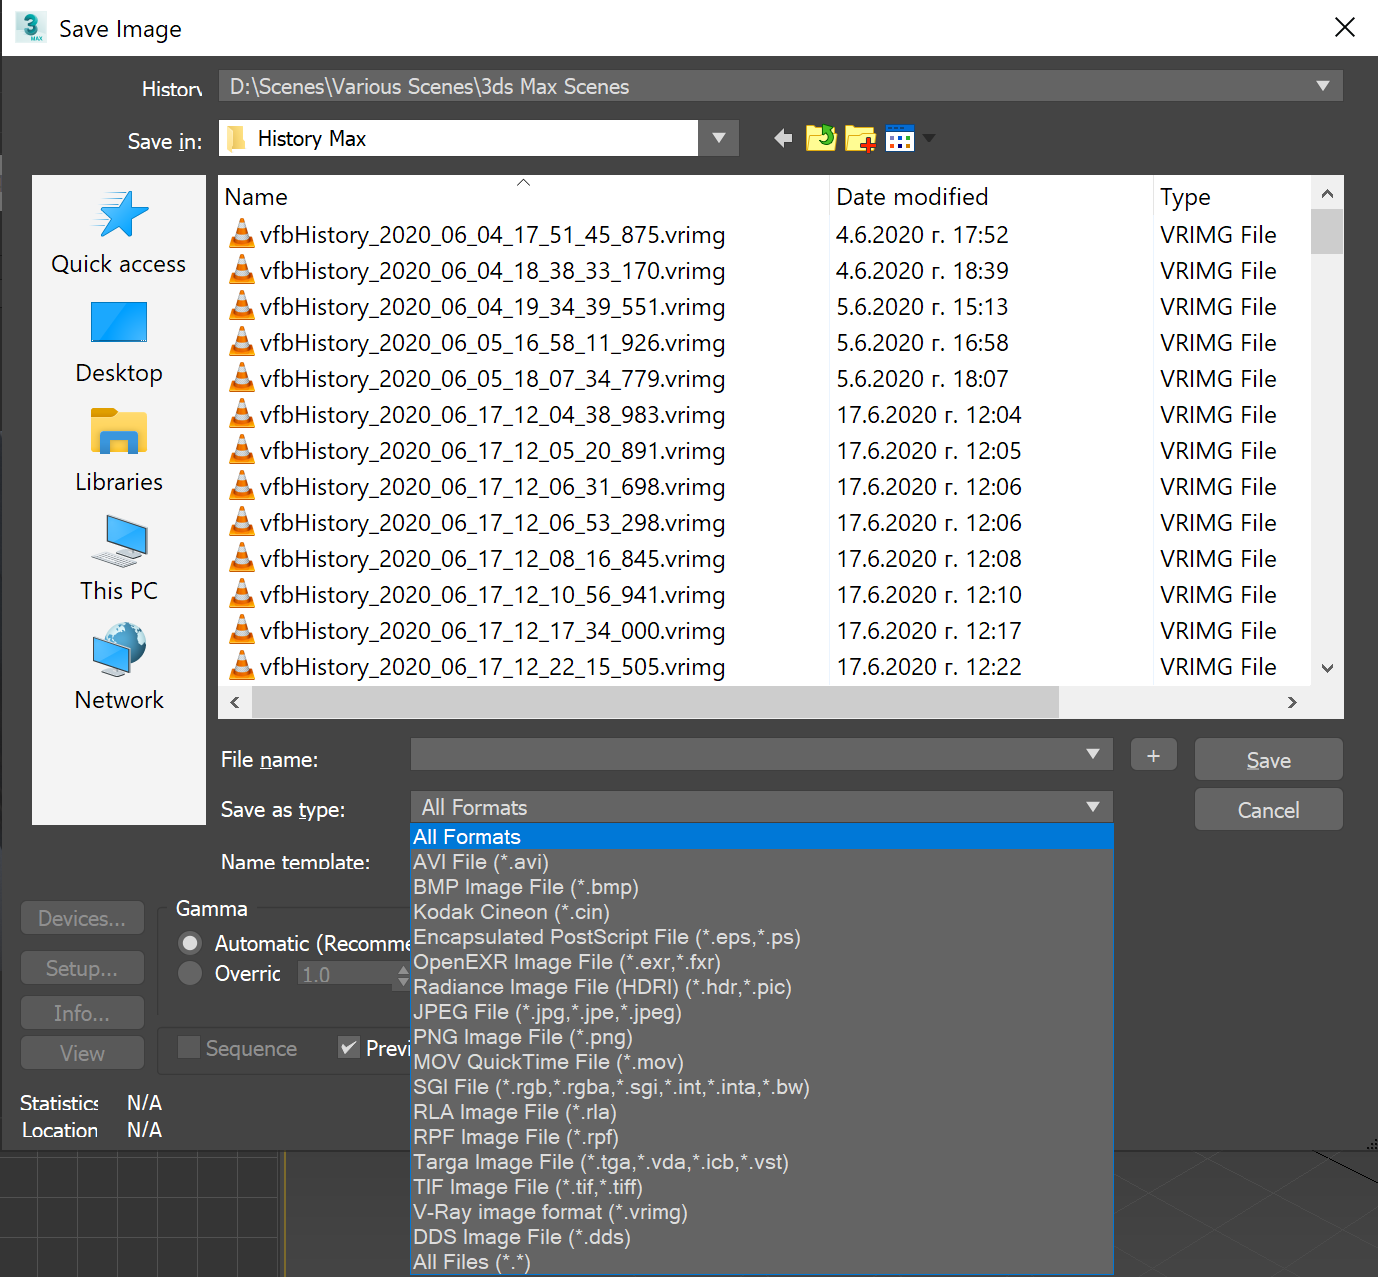 3
MAX
Save Image
History
D:\Scenes\Various Scenes\3ds Max Scenes
Save in:
History Max
Quick access
Desktop
Libraries
This PC
Network
Name
Date modified
Type
vfbHistory_2020_06_04_17_51_45_875.vrimg 4.6.2020 г. 17:52 VRIMG File
vfbHistory_2020_06_04_18_38_33_170.vrimg 4.6.2020 г. 18:39 VRIMG File
vfbHistory_2020_06_04_19_34_39_551.vrimg 5.6.2020 г. 15:13 VRIMG File
vfbHistory_2020_06_05_16_58_11_926.vrimg 5.6.2020 г. 16:58 VRIMG File
vfbHistory_2020_06_05_18_07_34_779.vrimg 5.6.2020 г. 18:07 VRIMG File
vfbHistory_2020_06_17_12_04_38_983.vrimg 17.6.2020 г. 12:04 VRIMG File
vfbHistory_2020_06_17_12_05_20_891.vrimg 17.6.2020 г. 12:05 VRIMG File
vfbHistory_2020_06_17_12_06_31_698.vrimg 17.6.2020 г. 12:06 VRIMG File
vfbHistory_2020_06_17_12_06_53_298.vrimg 17.6.2020 г. 12:06 VRIMG File
vfbHistory_2020_06_17_12_08_16_845.vrimg 17.6.2020 г. 12:08 VRIMG File
vfbHistory_2020_06_17_12_10_56_941.vrimg 17.6.2020 г. 12:10 VRIMG File
vfbHistory_2020_06_17_12_17_34_000.vrimg 17.6.2020 г. 12:17 VRIMG File
vfbHistory_2020_06_17_12_22_15_505.vrimg 17.6.2020 г. 12:22 VRIMG File
File name:
+
Save
Save as type:
All Formats
Cancel
Name template:
All Formats
AVI File (*.avi)
BMP Image File (*.bmp)
Kodak Cineon (*.cin)
Encapsulated PostScript File (*.eps,*.ps)
OpenEXR Image File (*.exr,*.fxr)
Radiance Image File (HDRI) (*.hdr,*.pic)
JPEG File (*.jpg,*.jpe,*.jpeg)
PNG Image File (*.png)
MOV QuickTime File (*.mov)
SGI File (*.rgb,*.rgba,*.sgi,*.int,*.inta,*.bw)
RLA Image File (*.rla)
RPF Image File (*.rpf)
Targa Image File (*.tga,*.vda,*.icb,*.vst)
TIF Image File (*.tif,*.tiff)
V-Ray image format (*.vrimg)
DDS Image File (*.dds)
All Files (*.*)
Devices...
Setup...
Info...
View
Gamma
Automatic (Recomme
Overric
1.0
Sequence
Previ
Statistics N/A
Location N/A